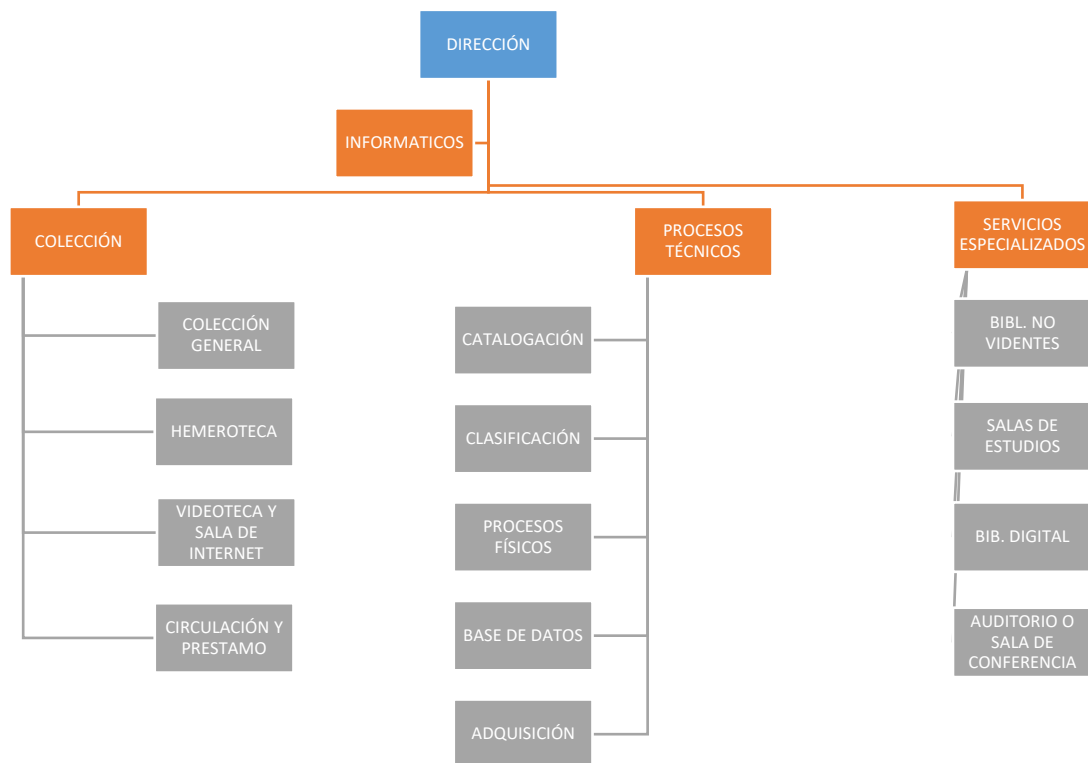 DIRECCIÓN
INFORMATICOS
COLECCIÓN
PROCESOS
TÉCNICOS
SERVICIOS
ESPECIALIZADOS
COLECCIÓN
GENERAL
HEMEROTECA
VIDEOTECA Y
SALA DE
INTERNET
CIRCULACIÓN Y
PRESTAMO
CATALOGACIÓN
CLASIFICACIÓN
PROCESOS
FÍSICOS
BASE DE DATOS
ADQUISICIÓN
BIBL. NO
VIDENTES
SALAS DE
ESTUDIOS
BIB. DIGITAL
AUDITORIO O
SALA DE
CONFERENCIA